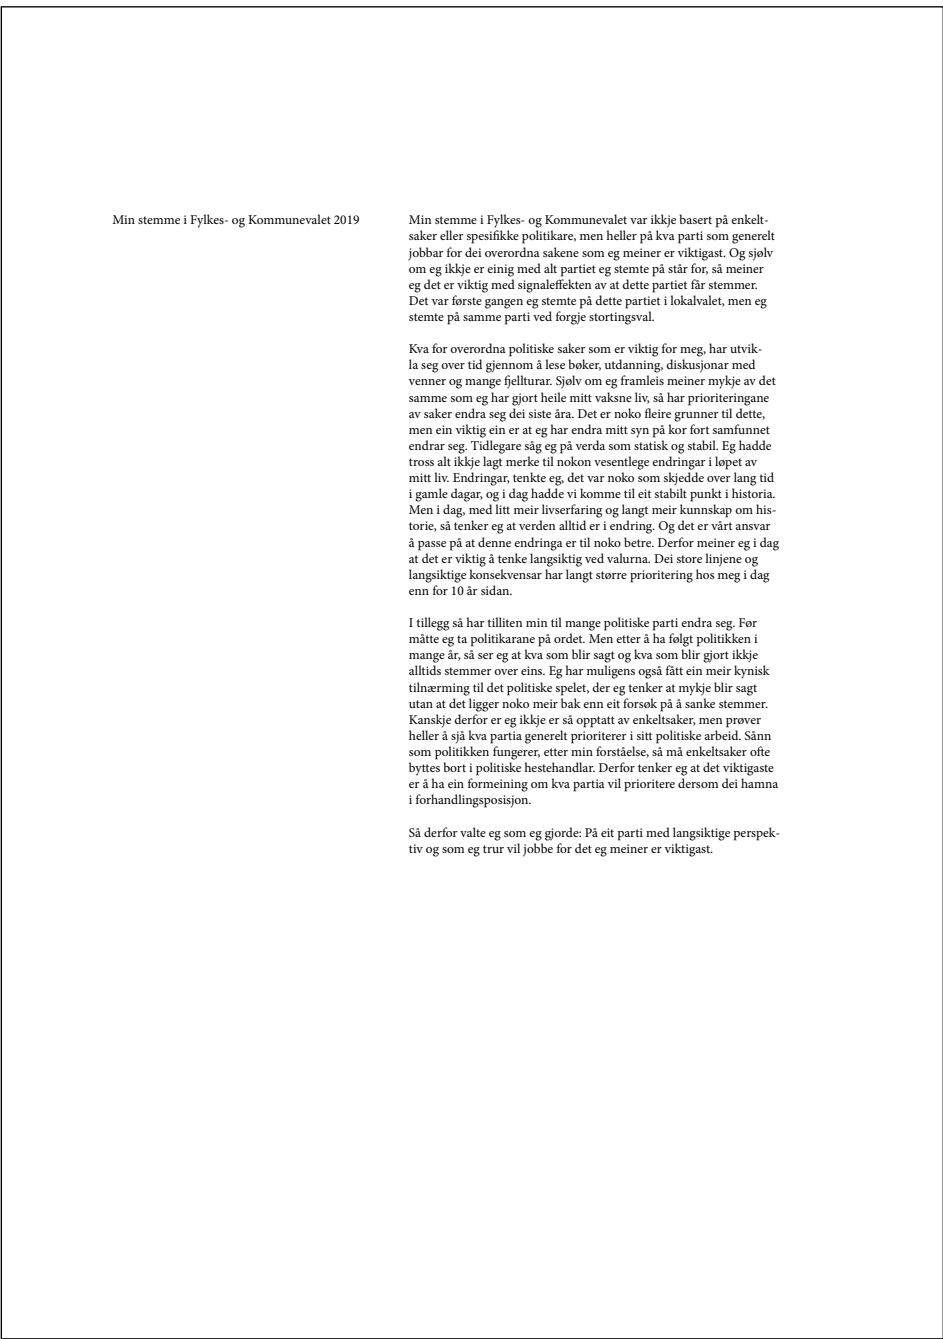 Min stemme i Fylkes- og Kommunevalet 2019
Min stemme i Fylkes- og Kommunevalet var ikkje basert på enkelt-
saker eller spesifikke politikare, men heller på kva parti som generelt
jobbar for dei overordna sakene som eg meiner er viktigast. Og sjølv
om eg ikkje er einig med alt partiet eg stemte på står for, så meiner
eg det er viktig med signaleffekten av at dette partiet får stemmer.
Det var første gangen eg stemte på dette partiet i lokalvalet, men eg
stemte på samme parti ved forgje stortingsval.
Kva for overordna politiske saker som er viktig for meg, har utvik-
la seg over tid gjennom å lese bøker, utdanning, diskusjonar med
venner og mange fjellturar. Sjølv om eg framleis meiner mykje av det
samme som eg har gjort heile mitt vaksne liv, så har prioriteringane
av saker endra seg dei siste åra. Det er noko fleire grunner til dette,
men ein viktig ein er at eg har endra mitt syn på kor fort samfunnet
endrar seg. Tidlegare såg eg på verda som statisk og stabil. Eg hadde
tross alt ikkje lagt merke til nokon vesentlege endringar i løpet av
mitt liv. Endringar, tenkte eg, det var noko som skjedde over lang tid
i gamle dagar, og i dag hadde vi komme til eit stabilt punkt i historia.
Men i dag, med litt meir livserfaring og langt meir kunnskap om his-
torie, så tenker eg at verden alltid er i endring. Og det er vårt ansvar
å passe på at denne endringa er til noko betre. Derfor meiner eg i dag
at det er viktig å tenke langsiktig ved valurna. Dei store linjene og
langsiktige konsekvensar har langt større prioritering hos meg i dag
enn for 10 år sidan.
I tillegg så har tilliten min til mange politiske parti endra seg. Før
måtte eg ta politikarane på ordet. Men etter å ha følgt politikken i
mange år, så ser eg at kva som blir sagt og kva som blir gjort ikkje
alltids stemmer over eins. Eg har muligens også fått ein meir kynisk
tilnærming til det politiske spelet, der eg tenker at mykje blir sagt
utan at det ligger noko meir bak enn eit forsøk på å sanke stemmer.
Kanskje derfor er eg ikkje er så opptatt av enkeltsaker, men prøver
heller å sjå kva partia generelt prioriterer i sitt politiske arbeid. Sånn
som politikken fungerer, etter min forståelse, så må enkeltsaker ofte
byttes bort i politiske hestehandlar. Derfor tenker eg at det viktigaste
er å ha ein formeining om kva partia vil prioritere dersom dei hamna
i forhandlingsposisjon.
Så derfor valte eg som eg gjorde: På eit parti med langsiktige perspek-
tiv og som eg trur vil jobbe for det eg meiner er viktigast.